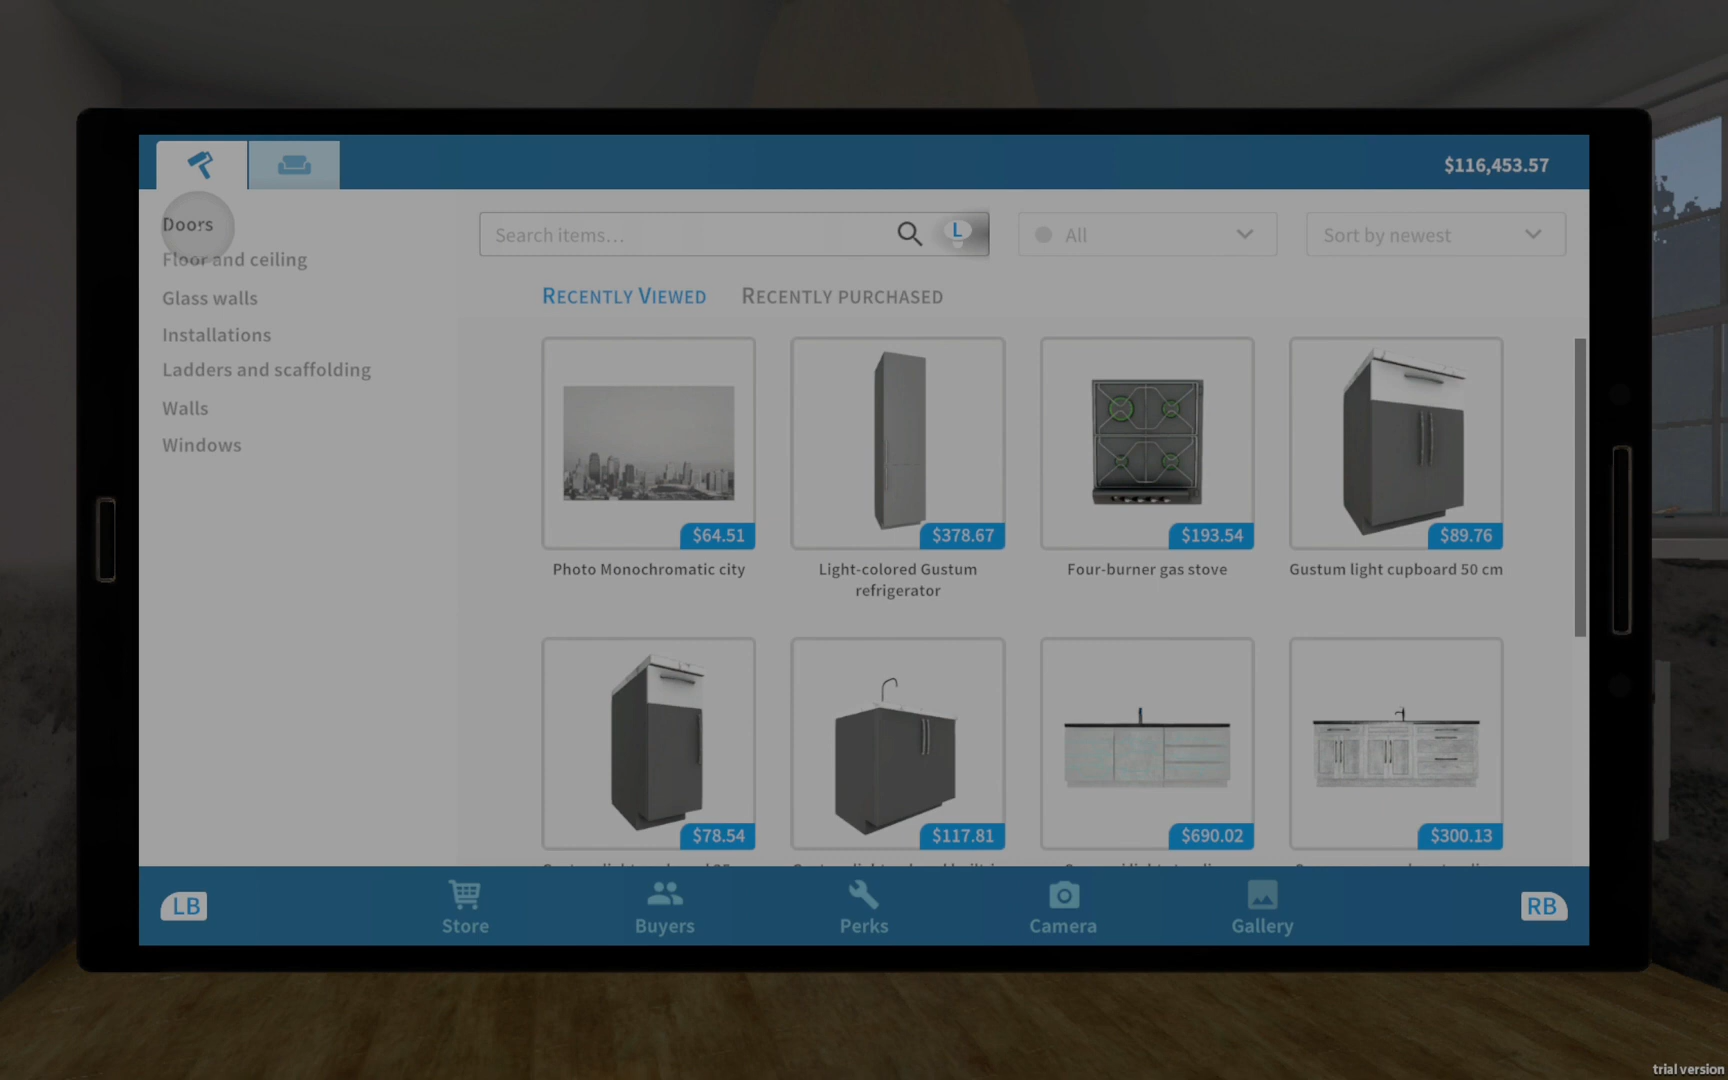 $116,453.57
Doors
Floor and ceiling
Glass walls
Installations
Ladders and scaffolding
Walls
Windows
Search items...
L
All
Sort by newest
RECENTLY VIEWED
RECENTLY PURCHASED
$64.51
$378.67
$193.54
$89.76
Photo Monochromatic city
Light-colored Gustum
refrigerator
Four-burner gas stove
Gustum light cupboard 50 cm
$78.54
$117.81
$690.02
$300.13
LB
Store
Buyers
Perks
Camera
Gallery
RB
trial version